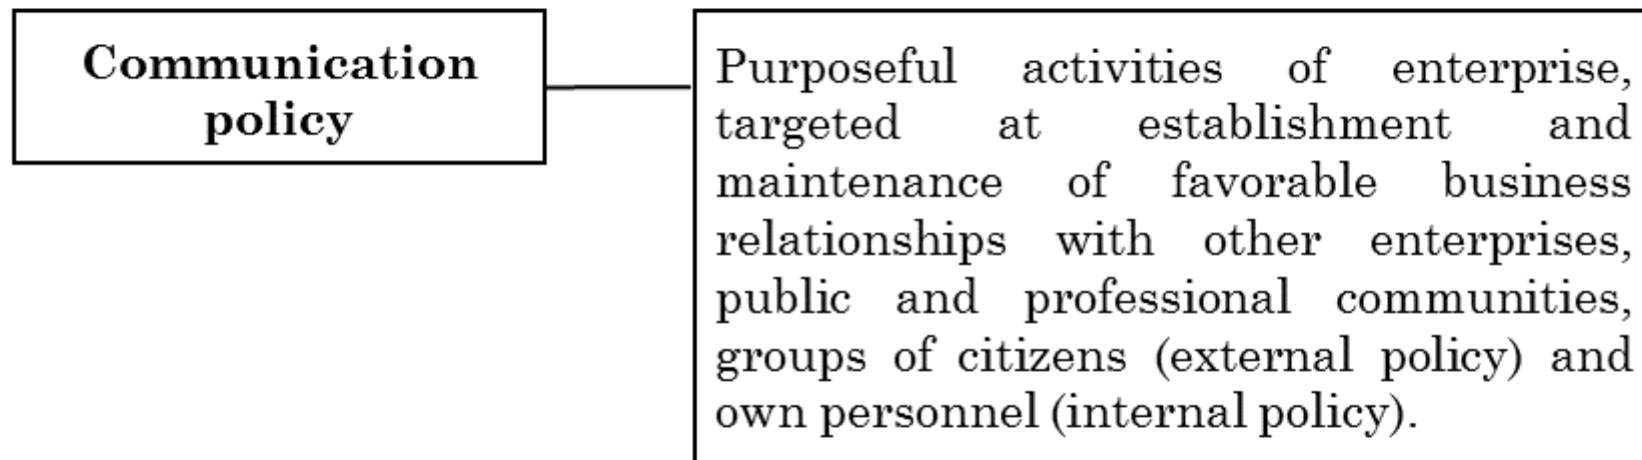 Communication
policy
Purposeful activities of enterprise,
targeted at establishment and
maintenance of favorable business
relationships with other enterprises,
public and professional communities,
groups of citizens (external policy) and
own personnel (internal policy).